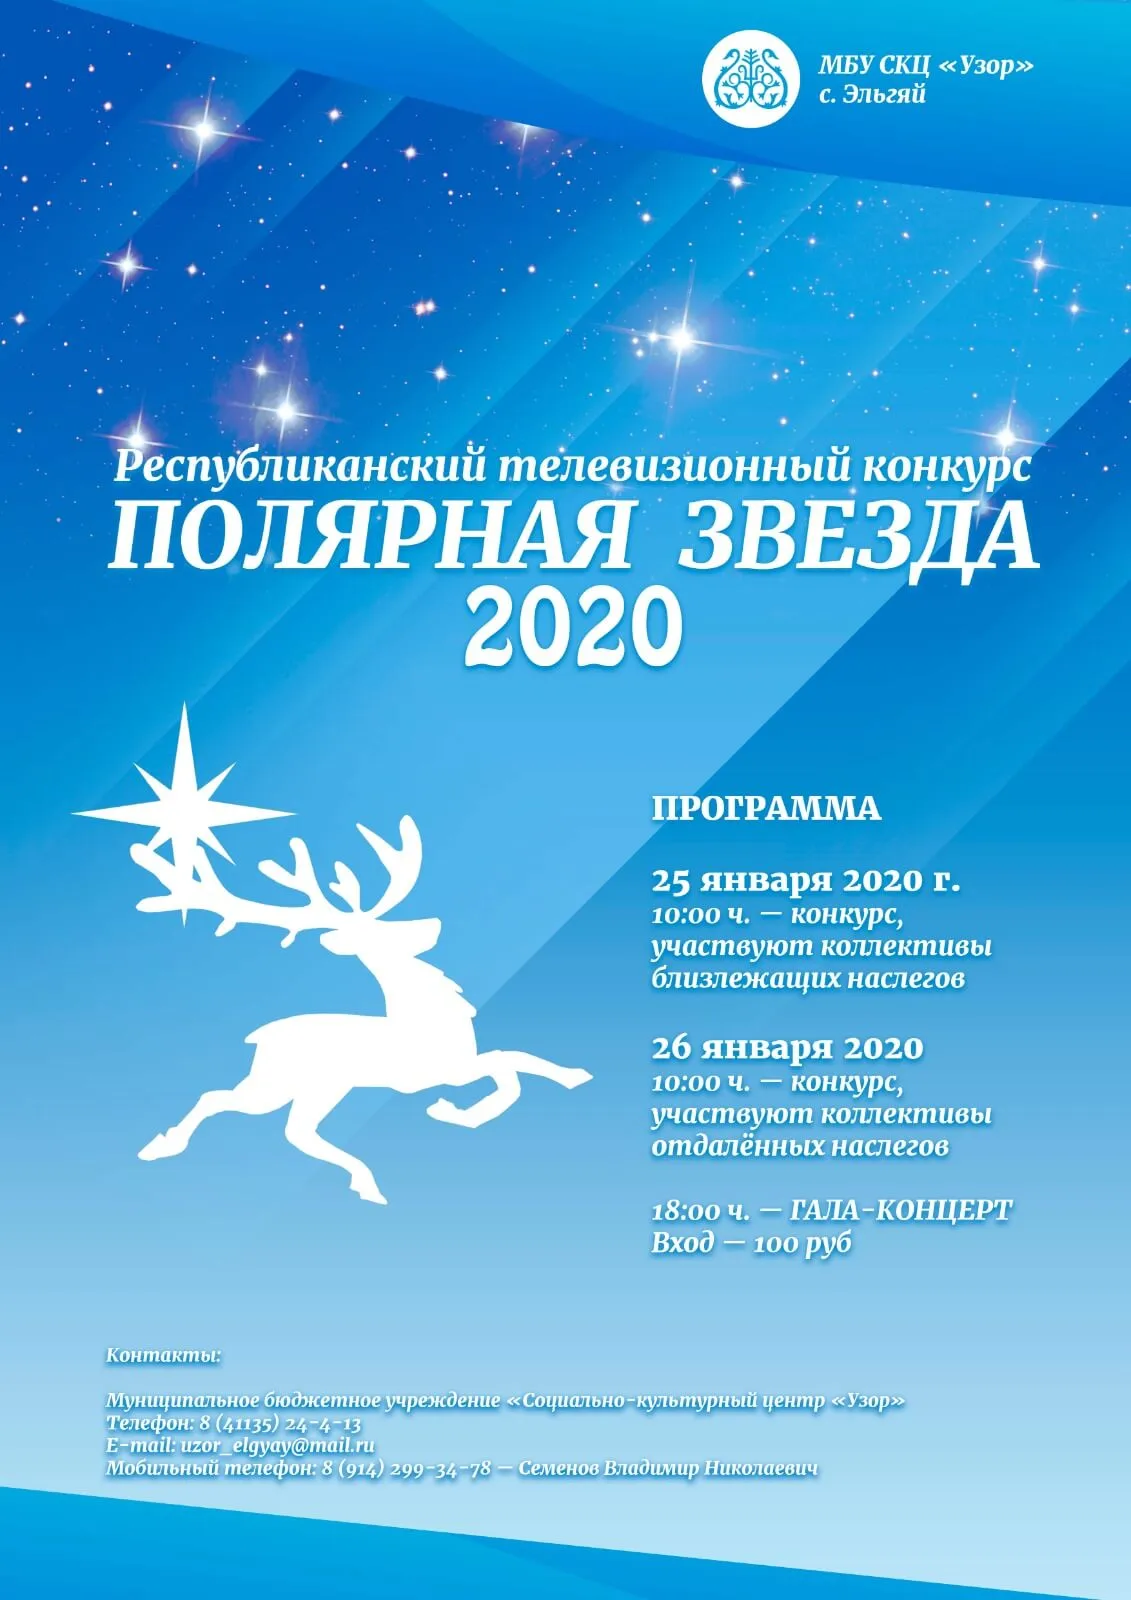 МБУ СКЦ «Узор»
с. Эльгяй
Республиканский телевизионный конкурс
ПОЛЯРНАЯ ЗВЕЗДА
2020
ПРОГРАММА
25 января 2020 г.
10:00 ч. — конкурс,
участвуют коллективы
близлежащих наслегов
26 января 2020
10:00 ч. — конкурс,
участвуют коллективы
отдалённых наслегов
18:00 ч. — ГАЛА-КОНЦЕРТ
Вход — 100 руб
Контакты:
Муниципальное бюджетное учреждение «Социально-культурный центр «Узор»
Телефон: 8 (41135) 24-4-13
E-mail: uzor_elgyay@mail.ru
Мобильный телефон: 8 (914) 299-34-78 — Семенов Владимир Николаевич